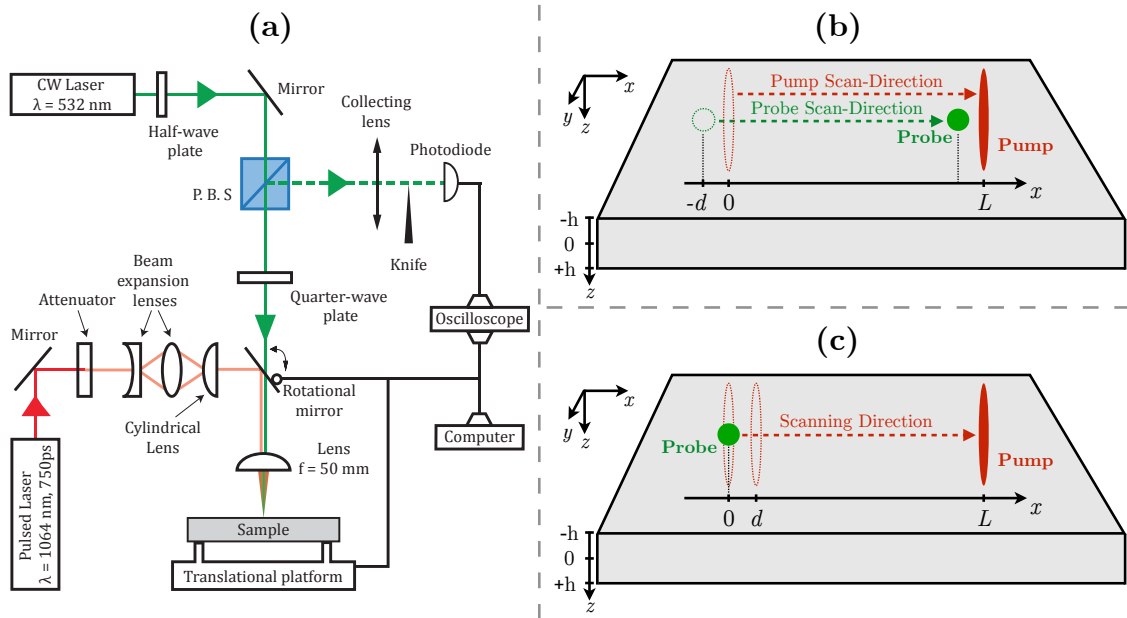 (a)
CW Laser
λ = 532 nm
Half-wave
plate
Mirror
Collecting
lens
Photodiode
P. B. S
Knife
Quarter-wave
plate
Oscilloscope
Beam
expansion
lenses
Attenuator
Mirror
Cylindrical
Lens
Rotational
mirror
Computer
Lens
f = 50 mm
Pulsed Laser
λ = 1064 nm, 750ps
Sample
Translational platform
(b)
x
y
z
Pump Scan-Direction
Probe Scan-Direction
Probe
Pump
-d
0
L
x
-h
0
+h
z
(c)
x
y
z
Scanning Direction
Probe
Pump
0
d
L
x
-h
0
+h
z